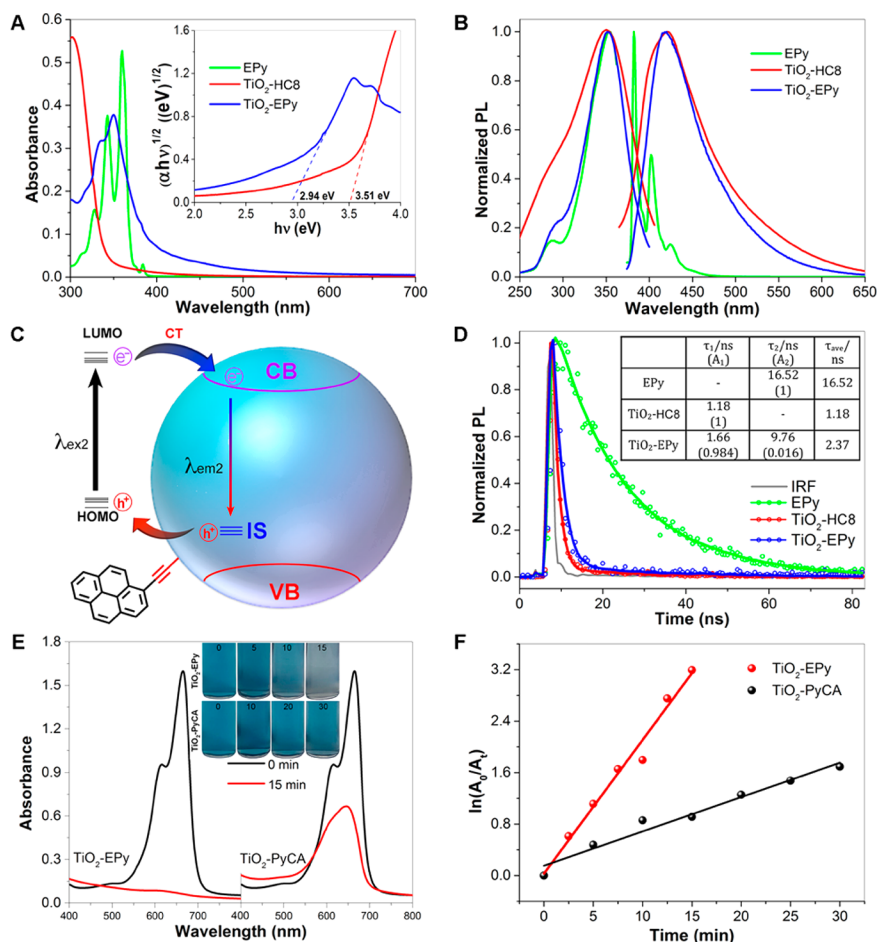 A
0.6
0.5
0.4
0.3
0.2
0.1
0.0
Absorbance
300 350 400 450 500 550 600 650 700
Wavelength (nm)
EPy
TiO₂-HC8
TiO₂-EPy
1.6
1.2
0.8
0.4
0.0
(αhν)^1/2 ((eV)^1/2)
2.94 eV
3.51 eV
2.0 2.5 3.0 3.5 4.0
hν (eV)
B
1.0
0.8
0.6
0.4
0.2
0.0
Normalized PL
EPy
TiO₂-HC8
TiO₂-EPy
250 300 350 400 450 500 550 600 650
Wavelength (nm)
C
LUMO
CT
e⁻
e⁻
CB
λex2
λem2
HOMO
h⁺
h⁺
IS
VB
D
1.0
0.8
0.6
0.4
0.2
0.0
Normalized PL
τ₁/ns (A₁) τ₂/ns (A₂) τave/ns
EPy - 16.52 (1) 16.52
TiO₂-HC8 1.18 (1) - 1.18
TiO₂-EPy 1.66 (0.984) 9.76 (0.016) 2.37
IRF
EPy
TiO₂-HC8
TiO₂-EPy
0 20 40 60 80
Time (ns)
E
1.8
1.5
1.2
0.9
0.6
0.3
0.0
Absorbance
TiO₂-EPy
0 5 10 15
TiO₂-PyCA
0 10 20 30
0 min
15 min
TiO₂-EPy
TiO₂-PyCA
400 500 600 700 400 500 600 700 800
Wavelength (nm)
F
3.2
2.4
1.6
0.8
0.0
ln(A₀/Aₜ)
TiO₂-EPy
TiO₂-PyCA
0 5 10 15 20 25 30
Time (min)